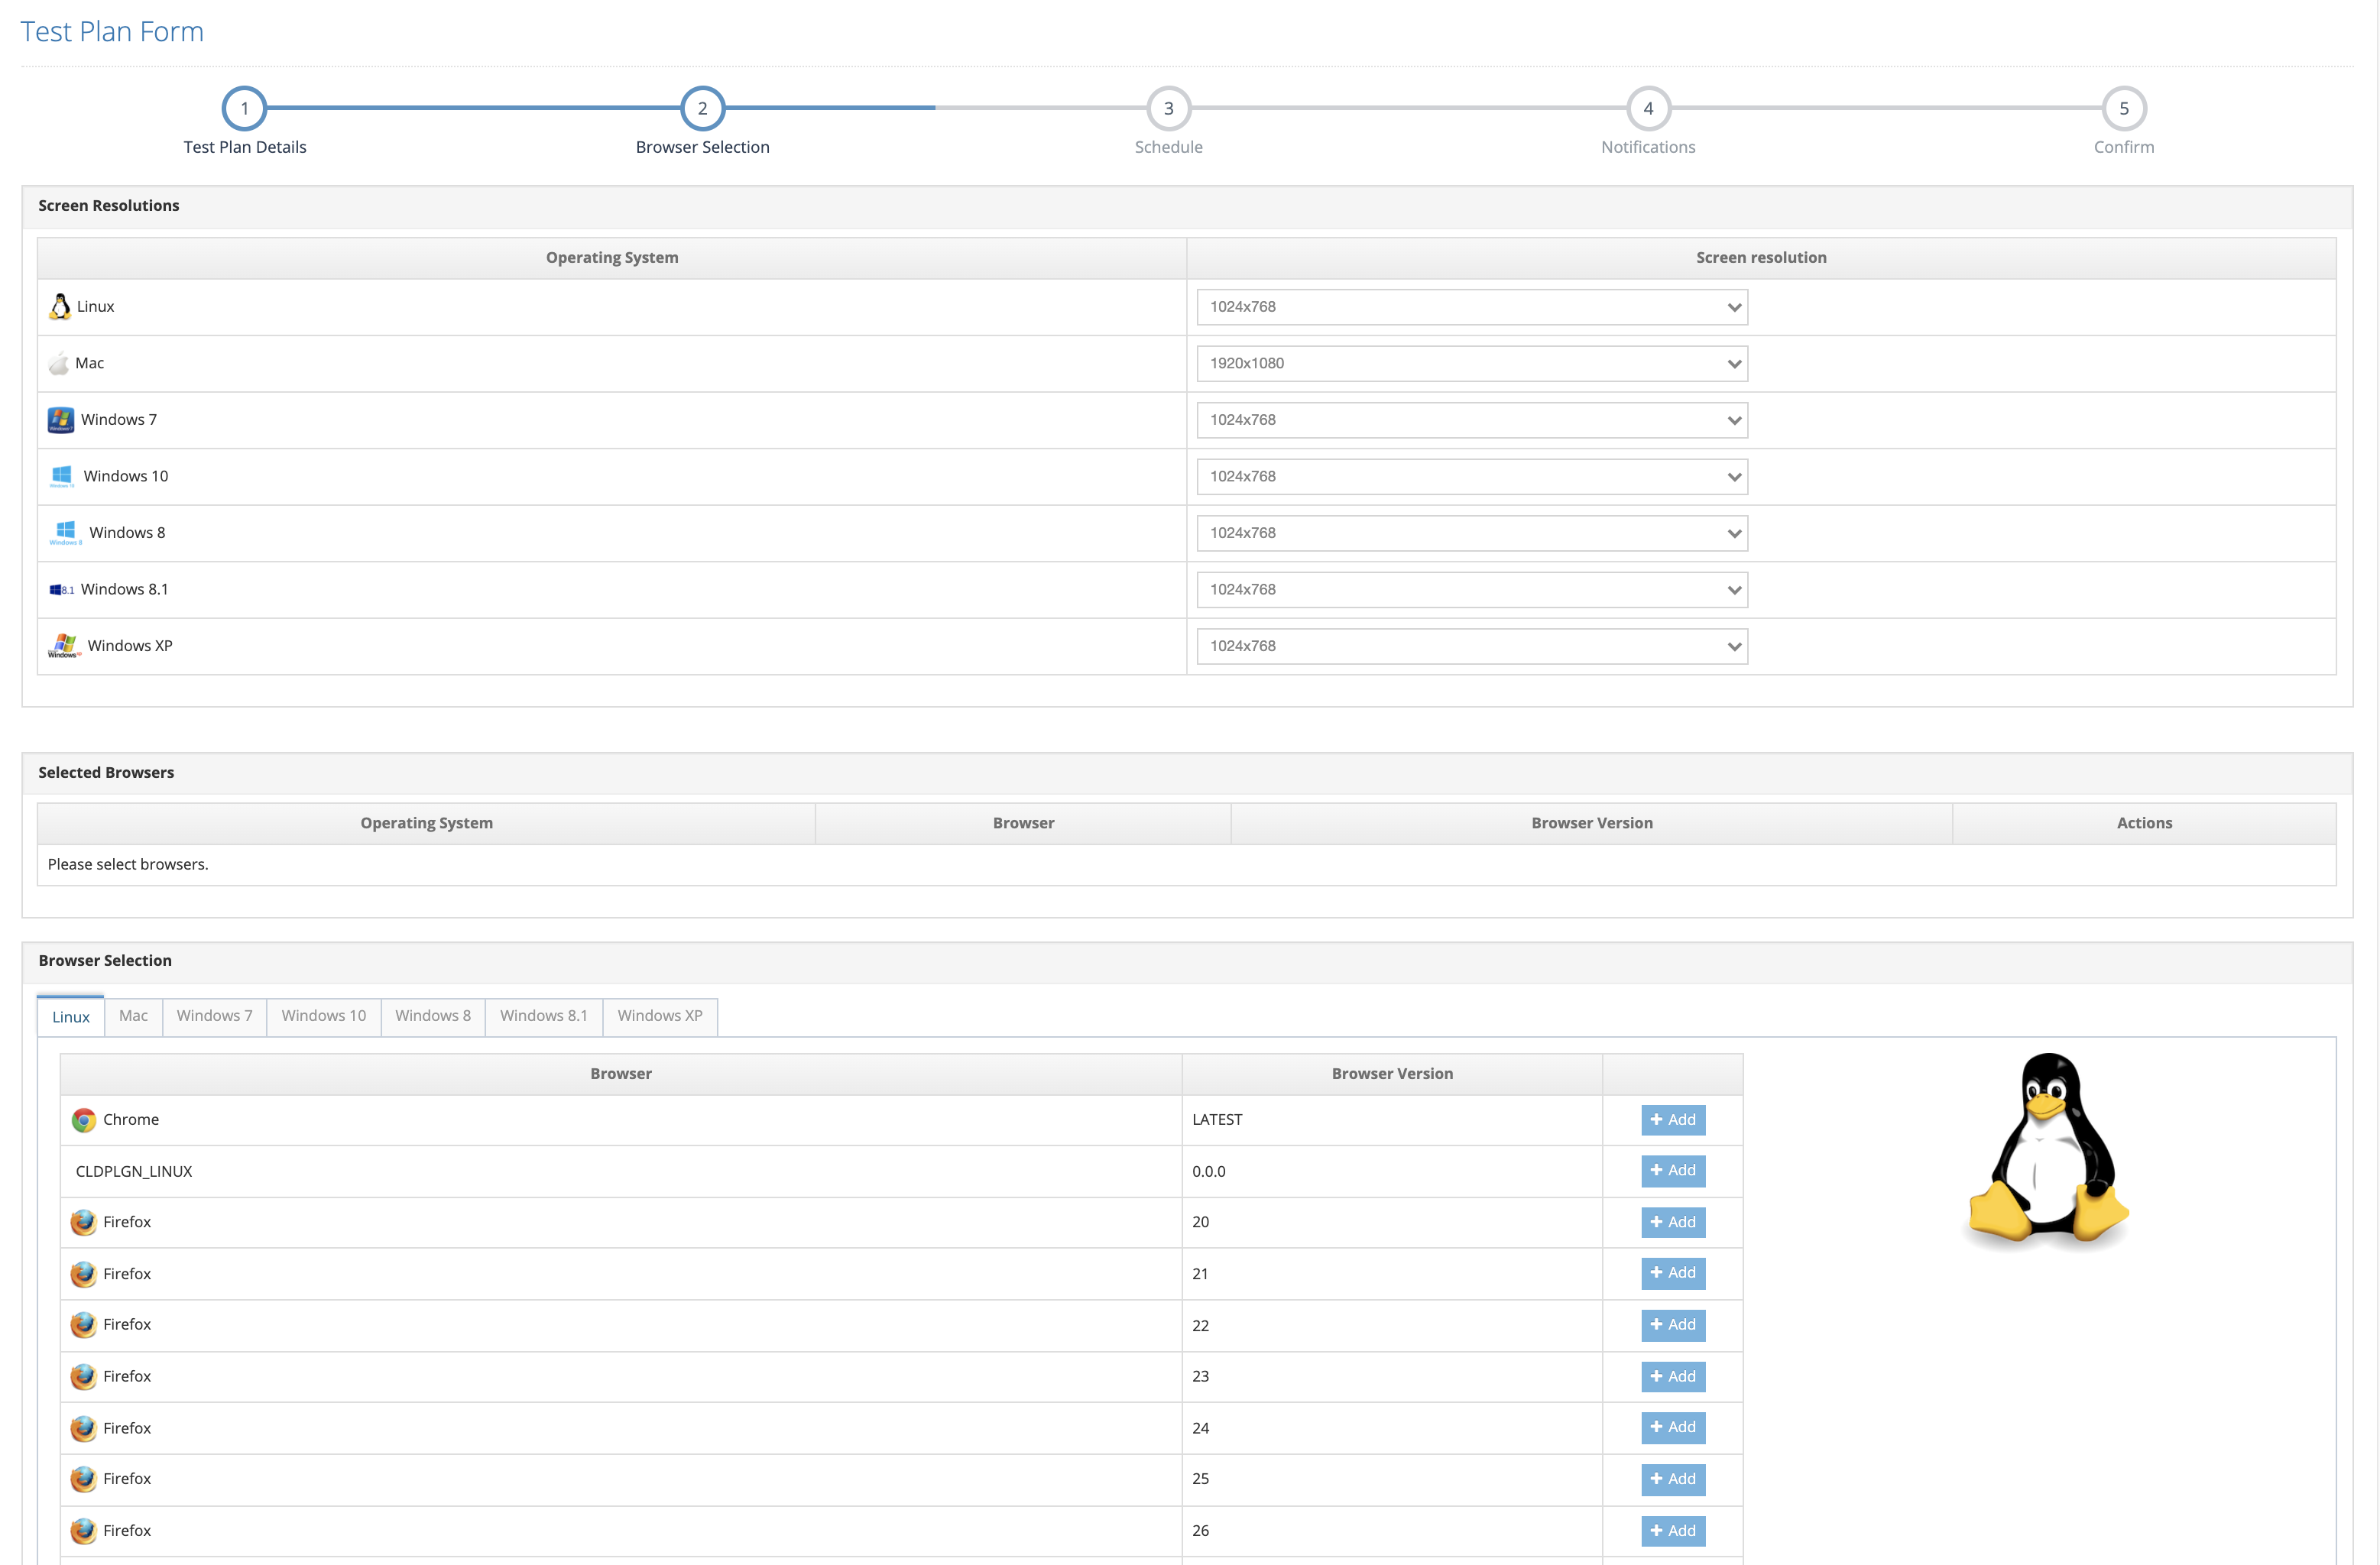 Test Plan Form
1 2 3 4 5
Test Plan Details Browser Selection Schedule Notifications Confirm
Screen Resolutions
Operating System Screen resolution
Linux 1024x768
Mac 1920x1080
Windows 7 1024x768
Windows 10 1024x768
Windows 8 1024x768
8.1 Windows 8.1 1024x768
Windows XP 1024x768
Selected Browsers
Operating System Browser Browser Version Actions
Please select browsers.
Browser Selection
Linux Mac Windows 7 Windows 10 Windows 8 Windows 8.1 Windows XP
Browser Browser Version
Chrome LATEST + Add
CLDPLGN_LINUX 0.0.0 + Add
Firefox 20 + Add
Firefox 21 + Add
Firefox 22 + Add
Firefox 23 + Add
Firefox 24 + Add
Firefox 25 + Add
Firefox 26 + Add